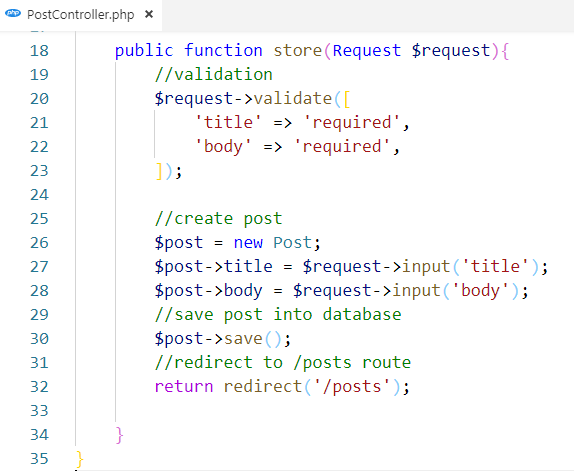 php PostController.php ×
18 public function store(Request $request){
19 //validation
20 $request->validate([
21 'title' => 'required',
22 'body' => 'required',
23 ]);
24
25 //create post
26 $post = new Post;
27 $post->title = $request->input('title');
28 $post->body = $request->input('body');
29 //save post into database
30 $post->save();
31 //redirect to /posts route
32 return redirect('/posts');
33
34 }
35 }